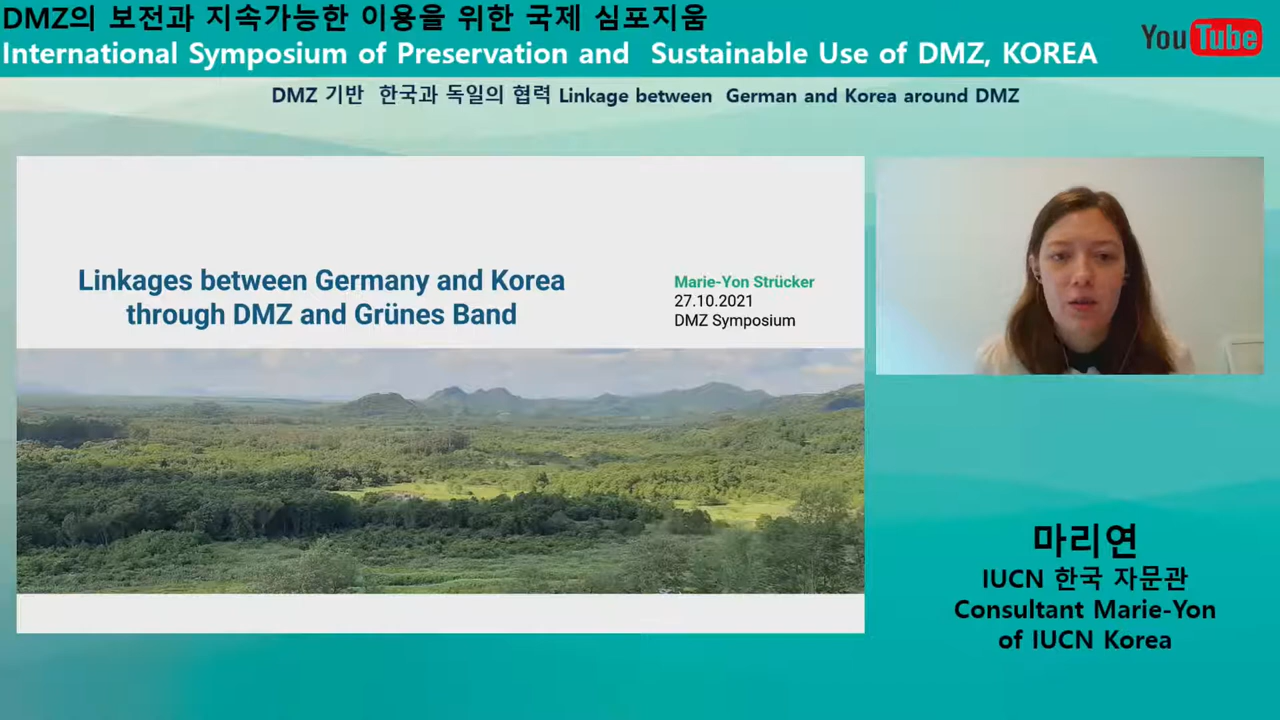 DMZ의 보전과 지속가능한 이용을 위한 국제 심포지움
International Symposium of Preservation and Sustainable Use of DMZ, KOREA
YouTube
DMZ 기반 한국과 독일의 협력 Linkage between German and Korea around DMZ
Linkages between Germany and Korea
through DMZ and Grünes Band
Marie-Yon Strücker
27.10.2021
DMZ Symposium
마리연
IUCN 한국 자문관
Consultant Marie-Yon
of IUCN Korea